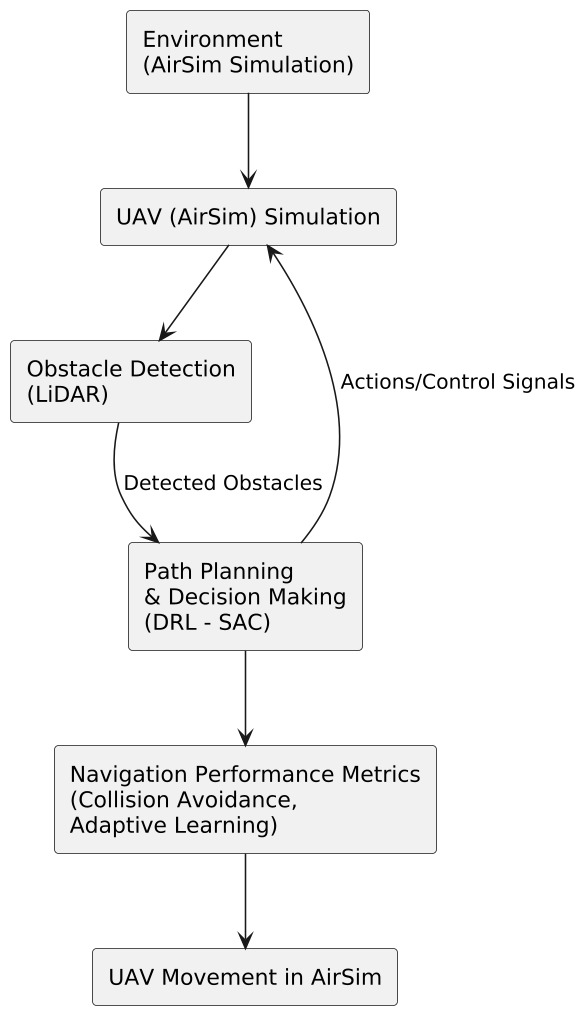 Environment
(AirSim Simulation)
UAV (AirSim) Simulation
Obstacle Detection
(LiDAR)
Actions/Control Signals
Detected Obstacles
Path Planning
& Decision Making
(DRL - SAC)
Navigation Performance Metrics
(Collision Avoidance,
Adaptive Learning)
UAV Movement in AirSim